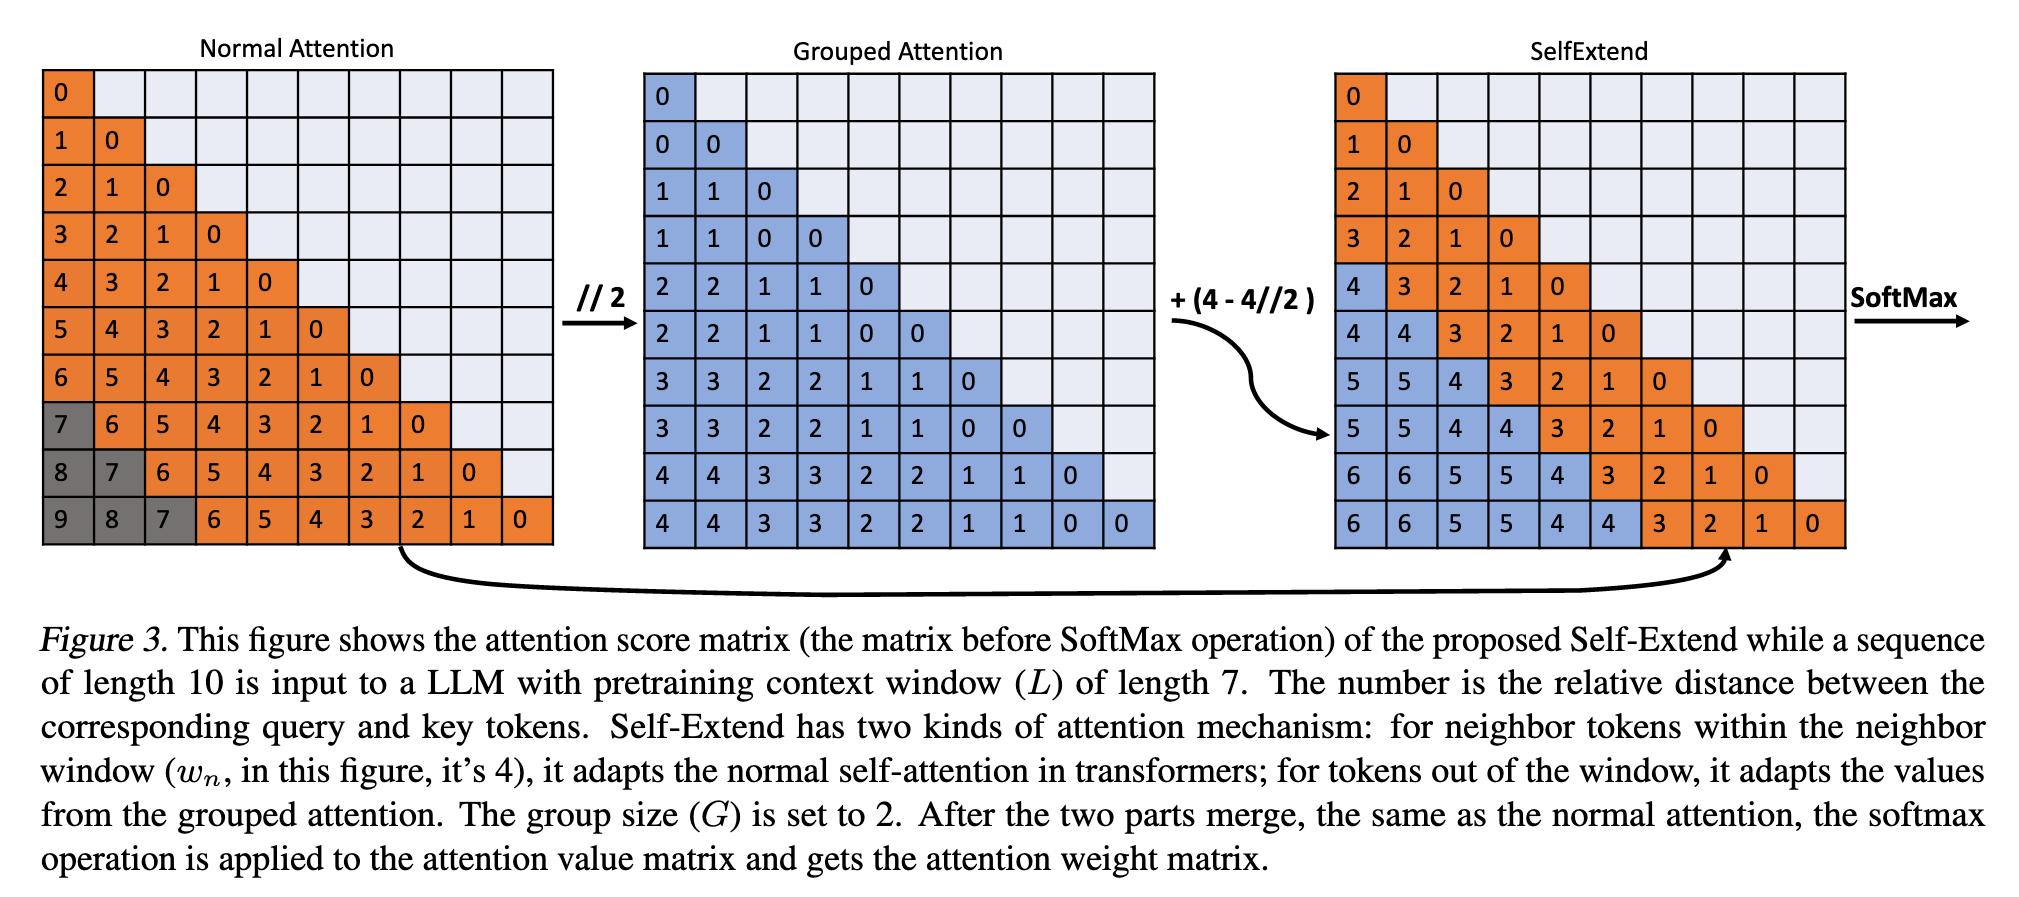 Normal Attention
Grouped Attention
SelfExtend
0
1 0
2 1 0
3 2 1 0
4 3 2 1 0
5 4 3 2 1 0
6 5 4 3 2 1 0
7 6 5 4 3 2 1 0
8 7 6 5 4 3 2 1 0
9 8 7 6 5 4 3 2 1 0
// 2
0
0 0
1 1 0
1 1 0 0
2 2 1 1 0
2 2 1 1 0 0
3 3 2 2 1 1 0
3 3 2 2 1 1 0 0
4 4 3 3 2 2 1 1 0
4 4 3 3 2 2 1 1 0 0
+ (4 - 4//2 )
0
1 0
2 1 0
3 2 1 0
4 3 2 1 0
4 4 3 2 1 0
5 5 4 3 2 1 0
5 5 4 4 3 2 1 0
6 6 5 5 4 3 2 1 0
6 6 5 5 4 4 3 2 1 0
SoftMax
Figure 3. This figure shows the attention score matrix (the matrix before SoftMax operation) of the proposed Self-Extend while a sequence
of length 10 is input to a LLM with pretraining context window (L) of length 7. The number is the relative distance between the
corresponding query and key tokens. Self-Extend has two kinds of attention mechanism: for neighbor tokens within the neighbor
window (wₙ, in this figure, it's 4), it adapts the normal self-attention in transformers; for tokens out of the window, it adapts the values
from the grouped attention. The group size (G) is set to 2. After the two parts merge, the same as the normal attention, the softmax
operation is applied to the attention value matrix and gets the attention weight matrix.